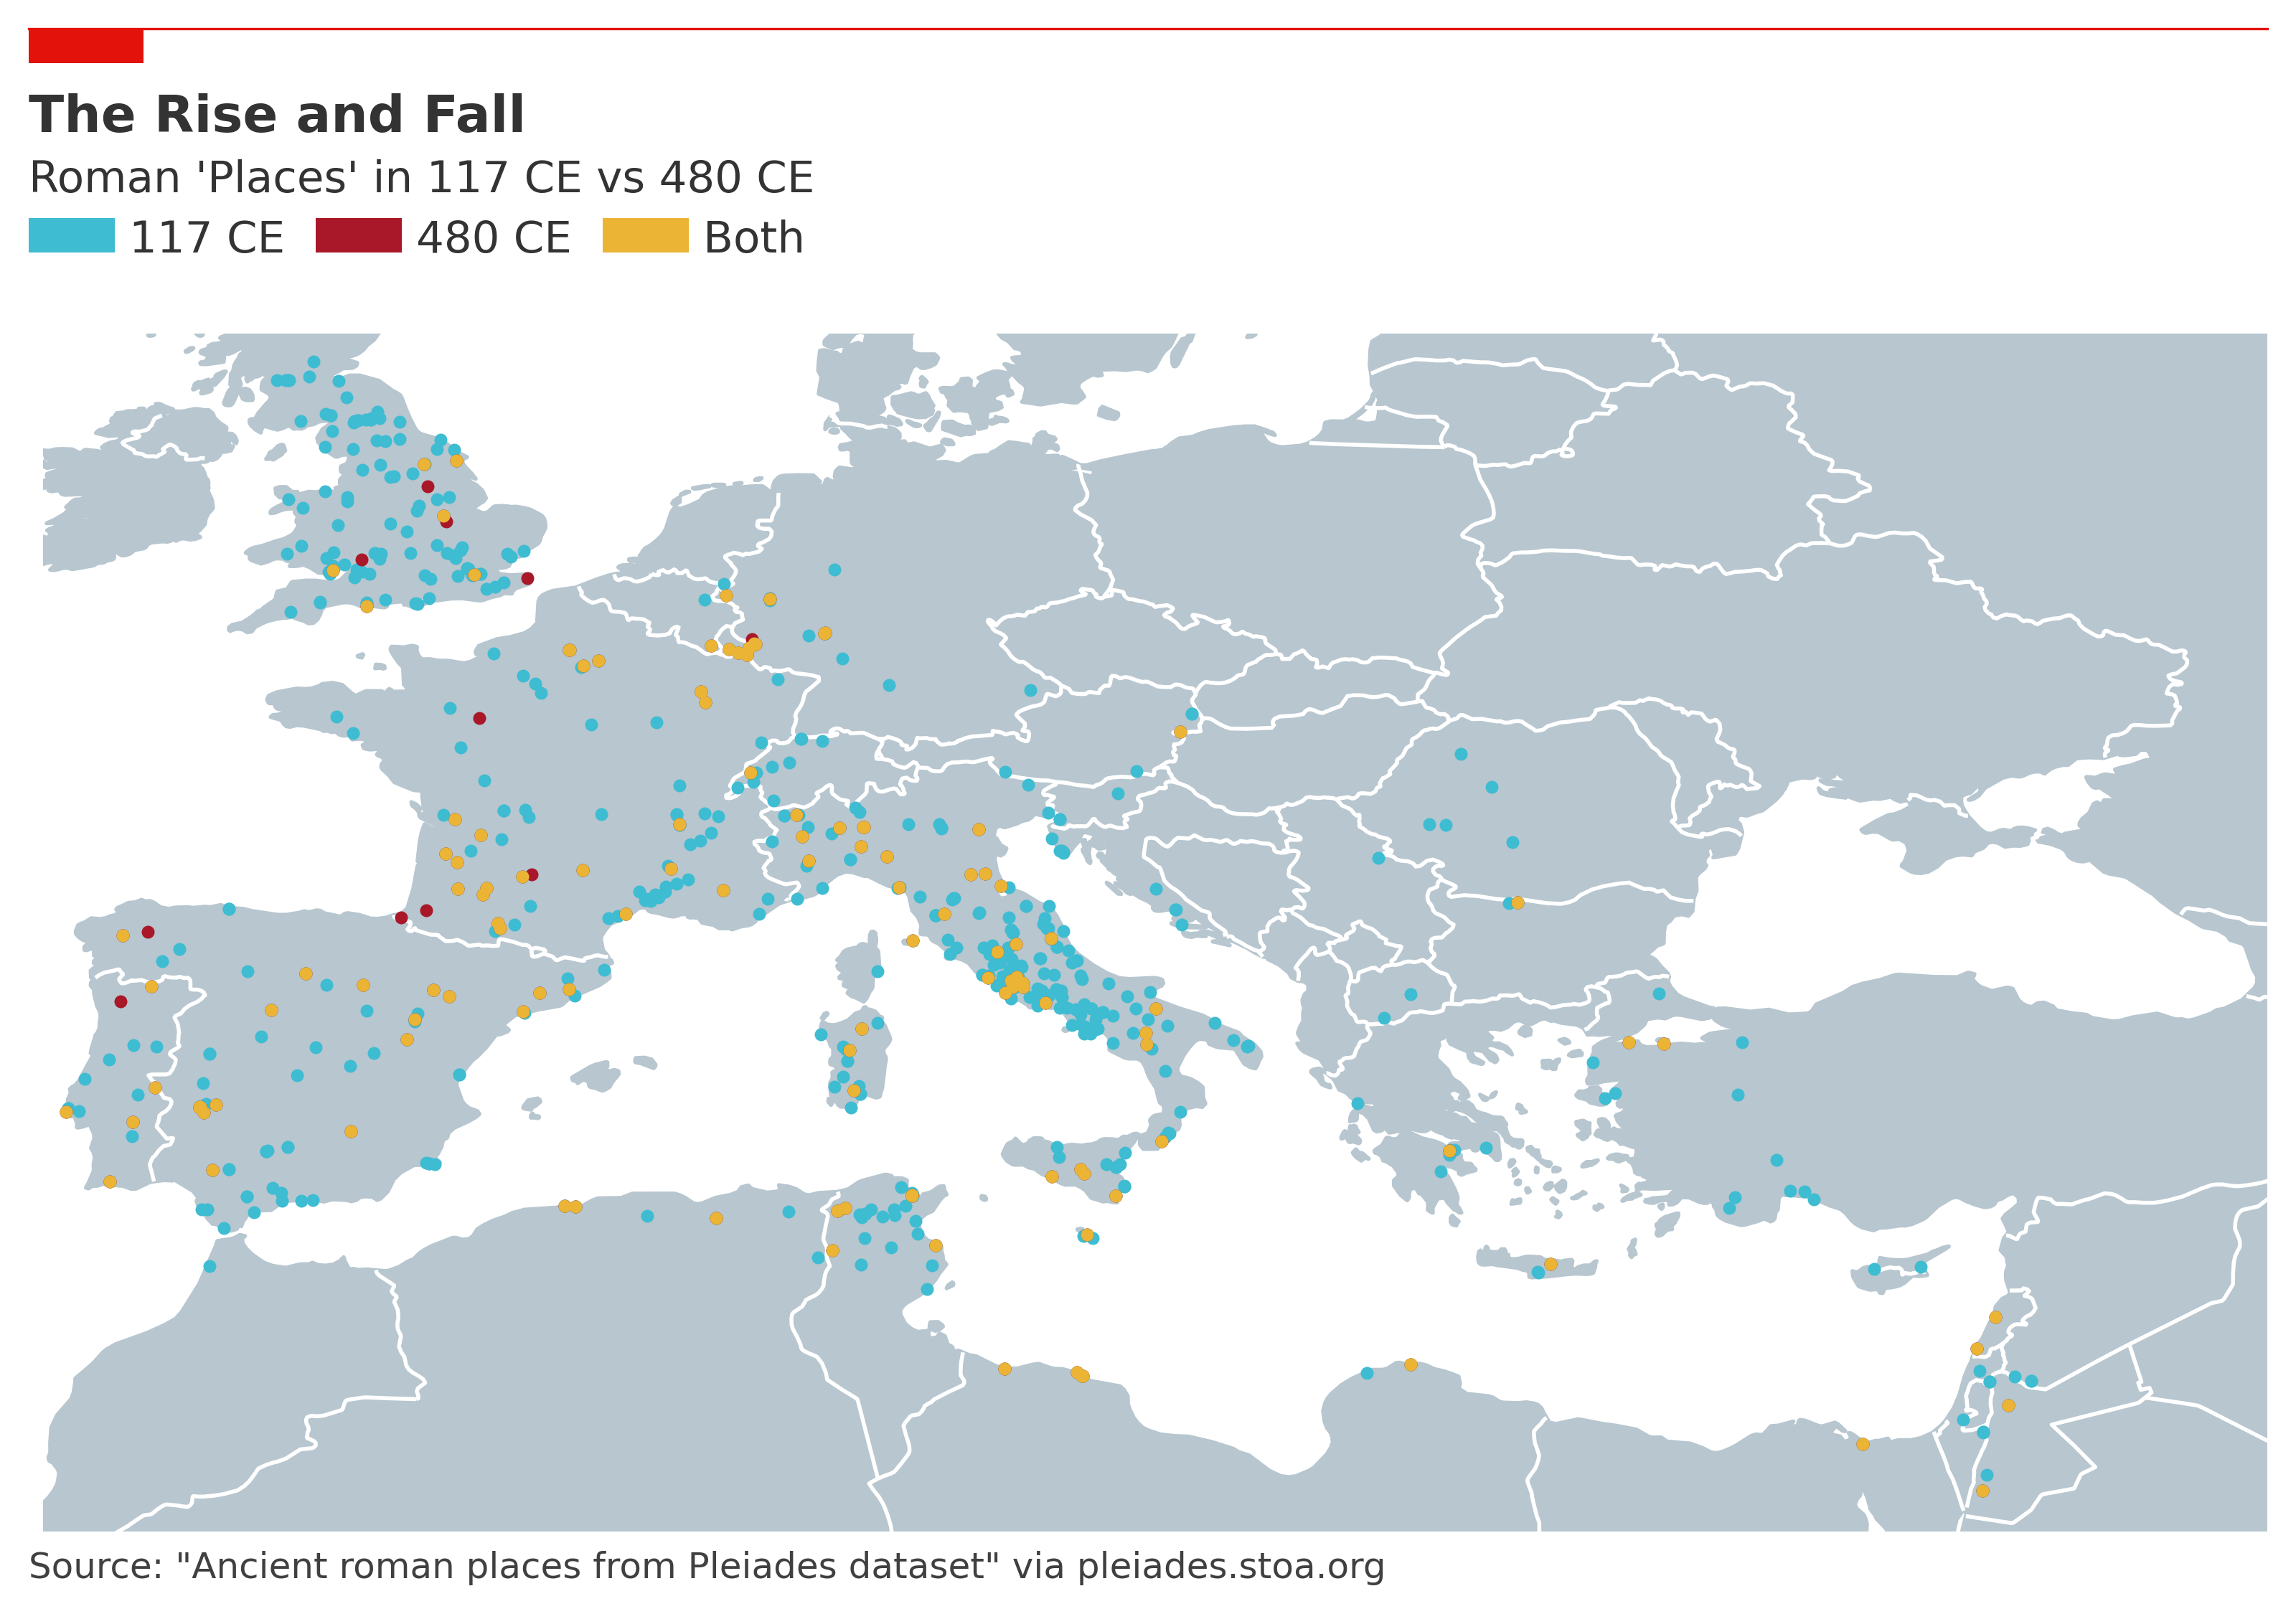 The Rise and Fall
Roman 'Places' in 117 CE vs 480 CE
117 CE 480 CE Both
Source: "Ancient roman places from Pleiades dataset" via pleiades.stoa.org